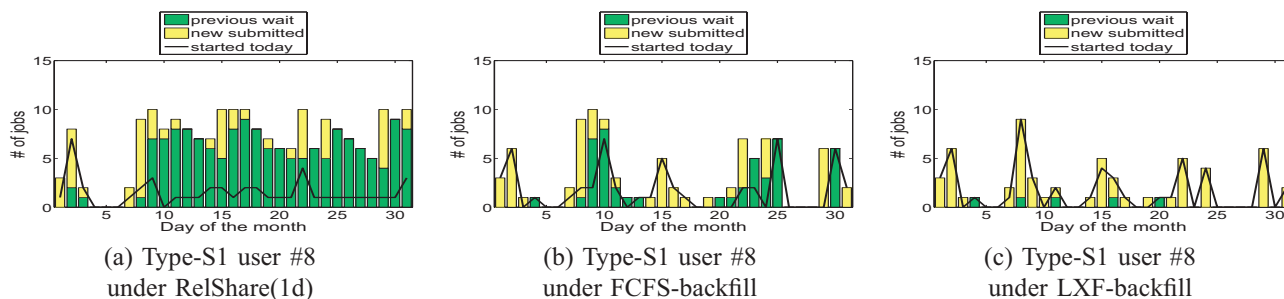 previous wait
new submitted
started today
15
10
5
0
# of jobs
5 10 15 20 25 30
Day of the month
(a) Type-S1 user #8
under RelShare(1d)
previous wait
new submitted
started today
15
10
5
0
# of jobs
5 10 15 20 25 30
Day of the month
(b) Type-S1 user #8
under FCFS-backfill
previous wait
new submitted
started today
15
10
5
0
# of jobs
5 10 15 20 25 30
Day of the month
(c) Type-S1 user #8
under LXF-backfill